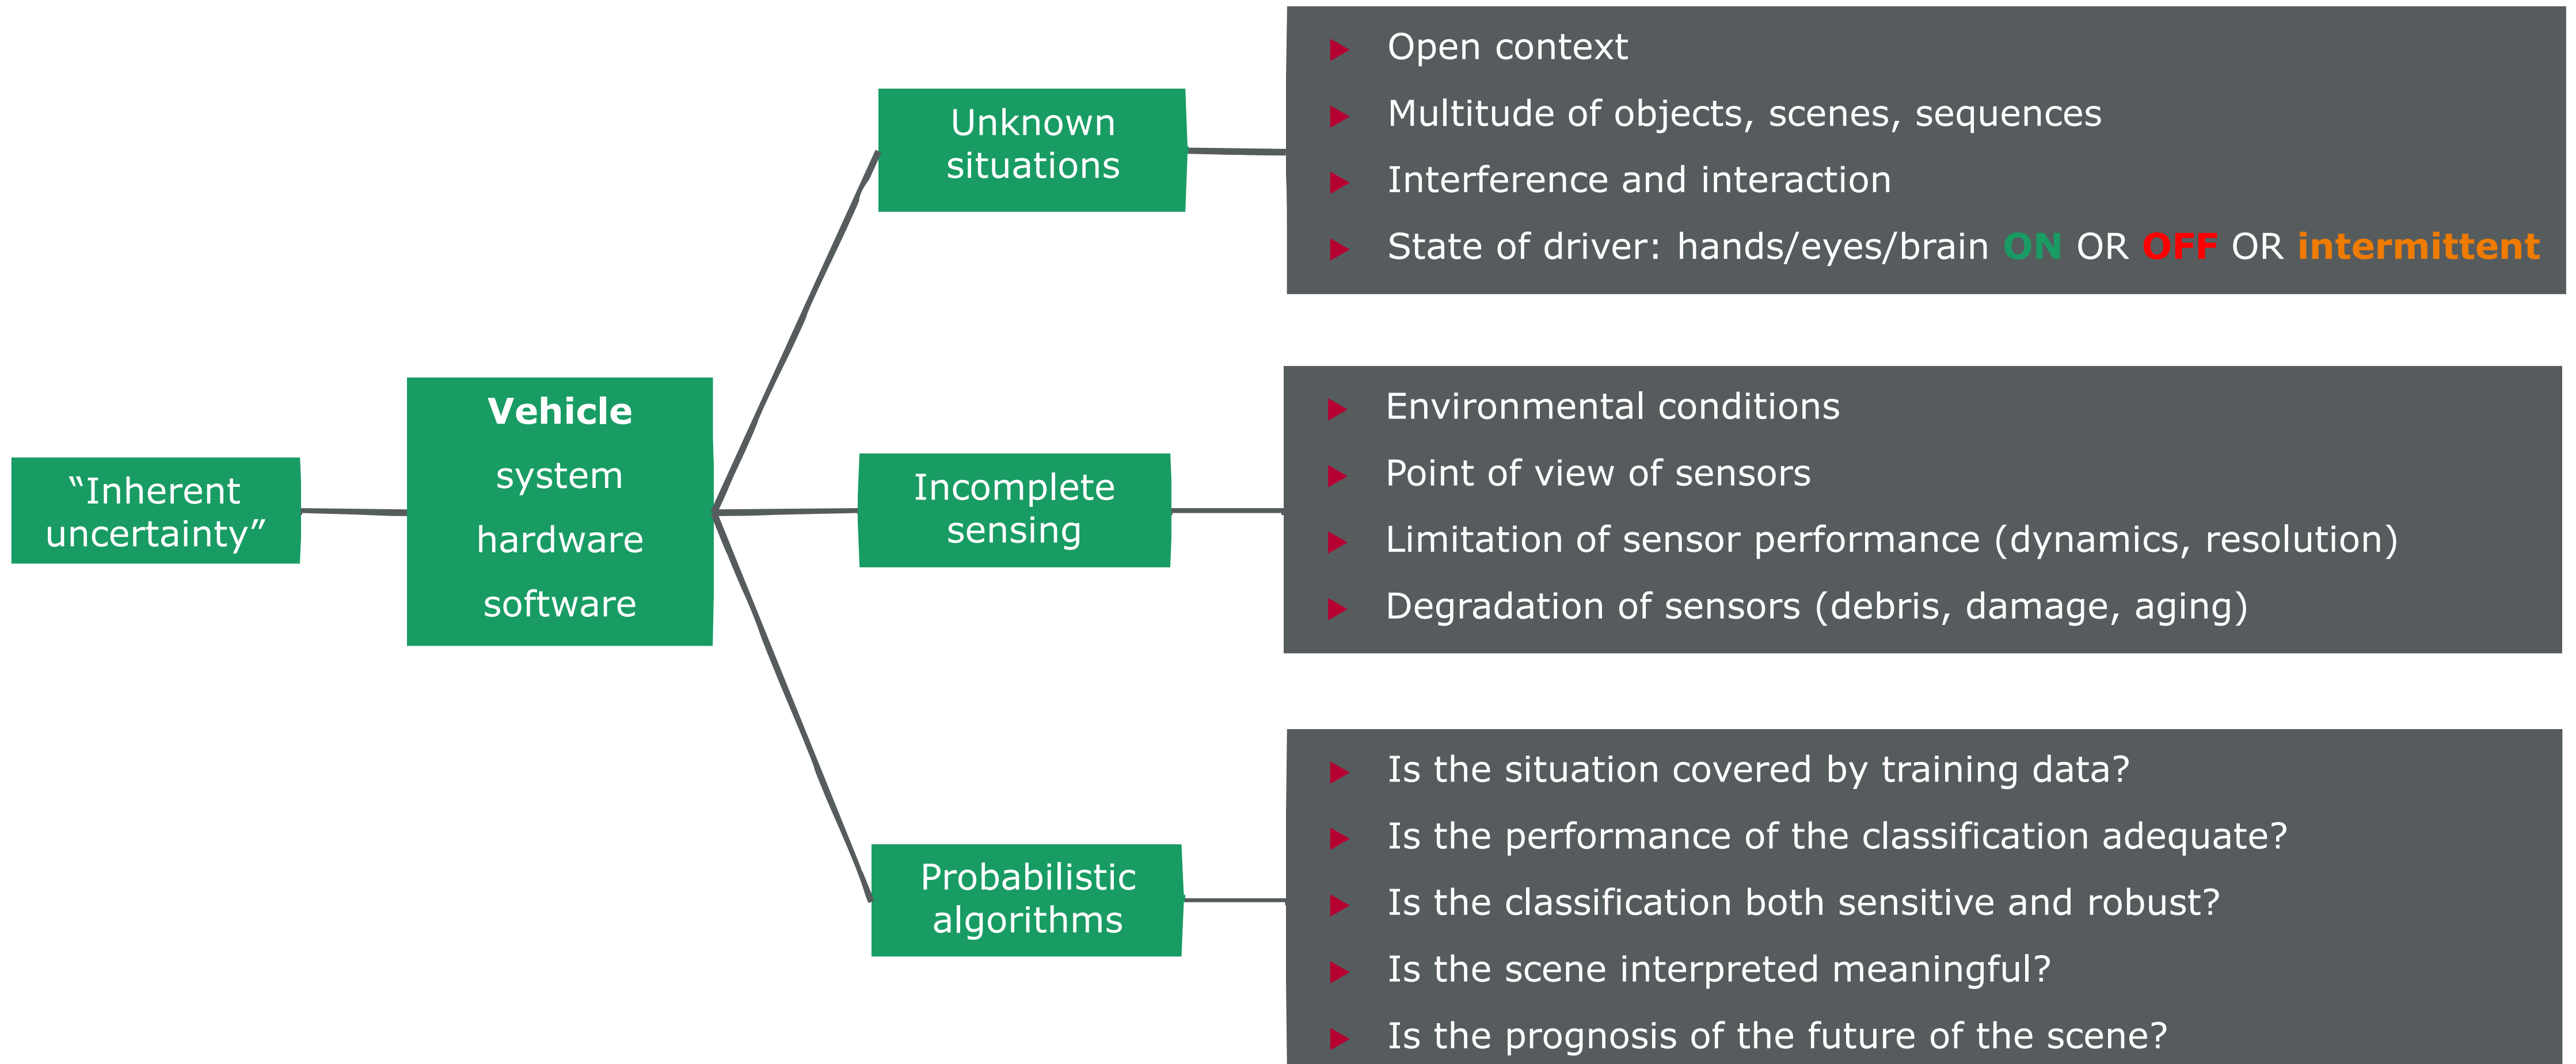 “Inherent
uncertainty”
Vehicle
system
hardware
software
Unknown
situations
Open context
Multitude of objects, scenes, sequences
Interference and interaction
State of driver: hands/eyes/brain ON OR OFF OR intermittent
Incomplete
sensing
Environmental conditions
Point of view of sensors
Limitation of sensor performance (dynamics, resolution)
Degradation of sensors (debris, damage, aging)
Probabilistic
algorithms
Is the situation covered by training data?
Is the performance of the classification adequate?
Is the classification both sensitive and robust?
Is the scene interpreted meaningful?
Is the prognosis of the future of the scene?